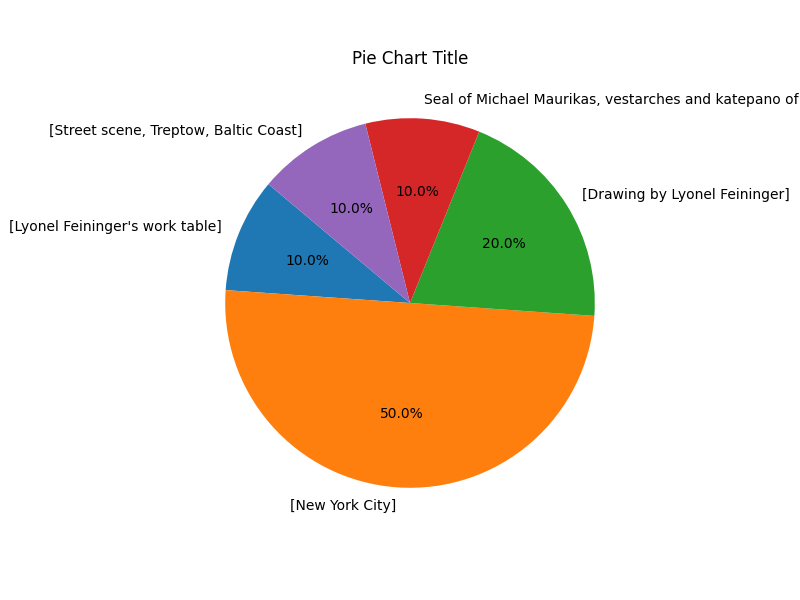 Pie Chart Title
Seal of Michael Maurikas, vestarches and katepano of
[Street scene, Treptow, Baltic Coast]
[Drawing by Lyonel Feininger]
[Lyonel Feininger's work table]
10.0%
10.0%
20.0%
10.0%
50.0%
[New York City]